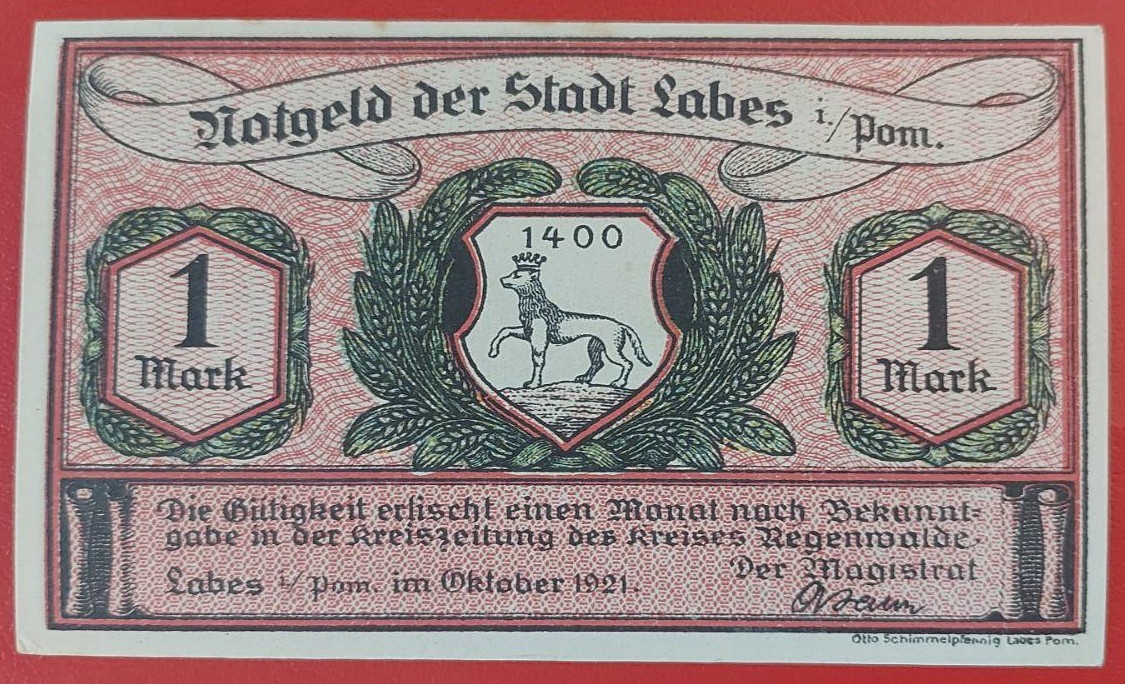 Notgeld der Stadt Labes i./Pom.
1400
1
Mark
1
Mark
Die Gültigkeit erlischt einen Monat nach Bekannt-
gabe in der Kreiszeitung des Kreises Regenwalde.
Labes i/ Pom. im Oktober 1921.
Der Magistrat
Otto Schimmelpfennig Labes Pom.